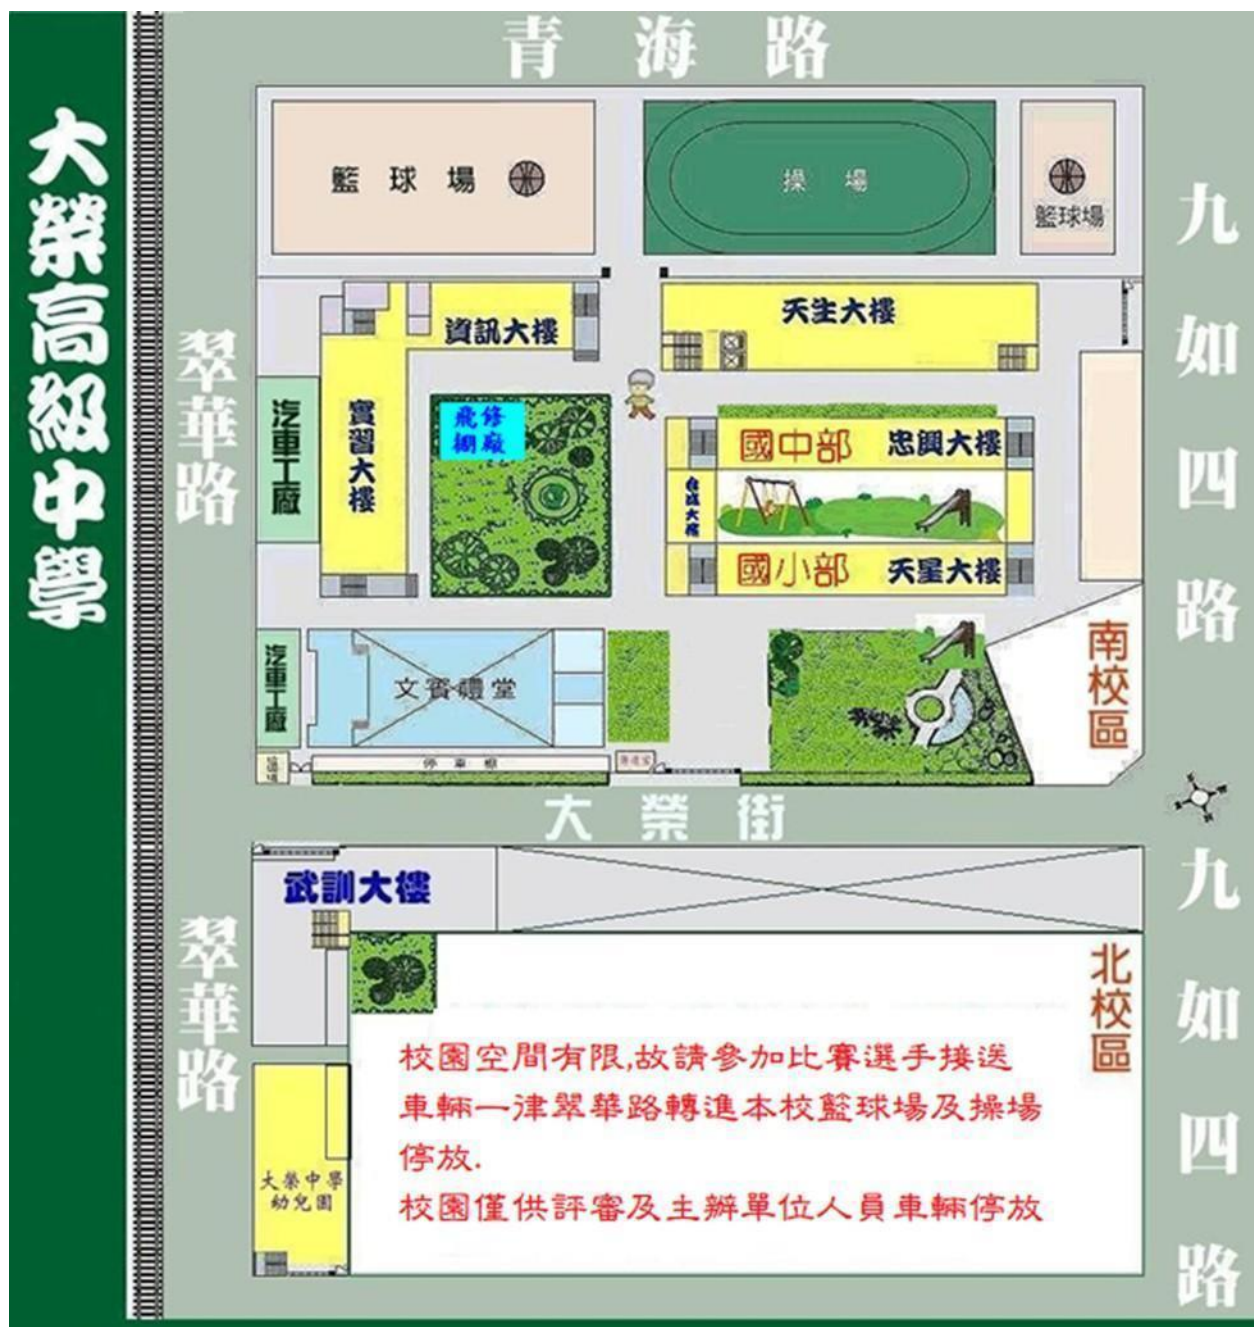 青海路
大榮高級中學
籃球場
操場
籃球場
九如四路
翠華路
資訊大樓
天生大樓
汽車工廠
實習大樓
飛修
棚廠
國中部 忠興大樓
自成大樓
國小部 天星大樓
汽車工廠
文賓禮堂
南校區
停車棚
大榮街
武訓大樓
翠華路
北校區
九如四路
校園空間有限,故請參加比賽選手接送
車輛一律翠華路轉進本校籃球場及操場
停放.
校園僅供評審及主辦單位人員車輛停放
大榮中學
幼兒園